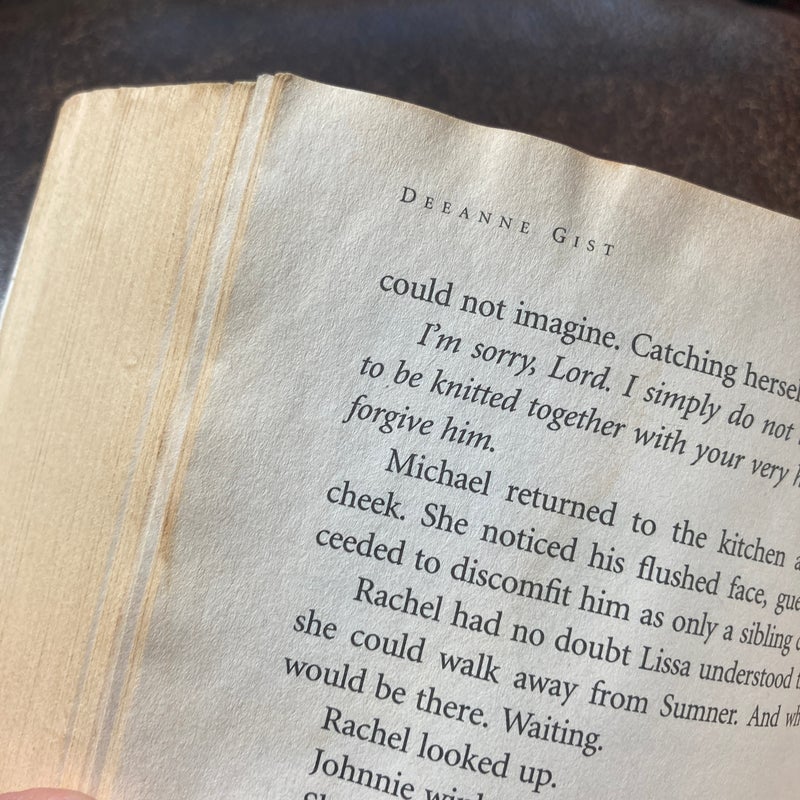 DEEANNE GIST
could not imagine. Catching
I'm sorry, Lord. I simply do not
to be knitted together with your very
forgive him.
Michael returned to the kitchen
cheek. She noticed his flushed face,
ceeded to discomfit him as only a sibling
Rachel had no doubt Lissa understood
she could walk away from Sumner. And
would be there. Waiting.
Rachel looked up.
Johnnie